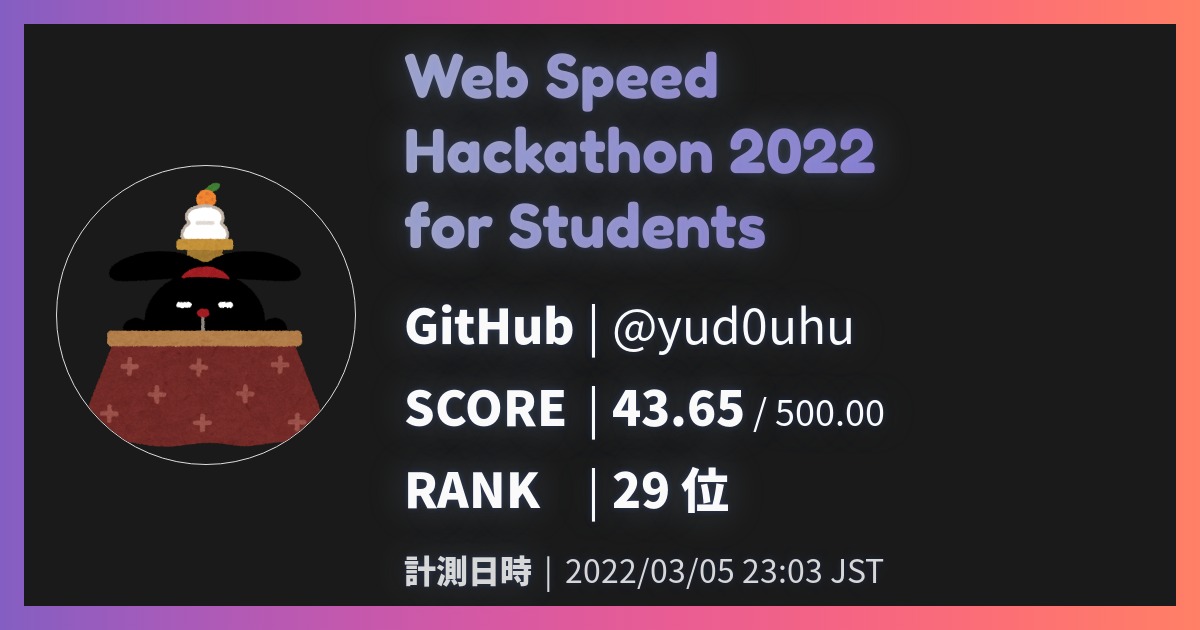 Web Speed
Hackathon 2022
for Students
GitHub | @yud0uhu
SCORE | 43.65 / 500.00
RANK | 29 位
計測日時 | 2022/03/05 23:03 JST